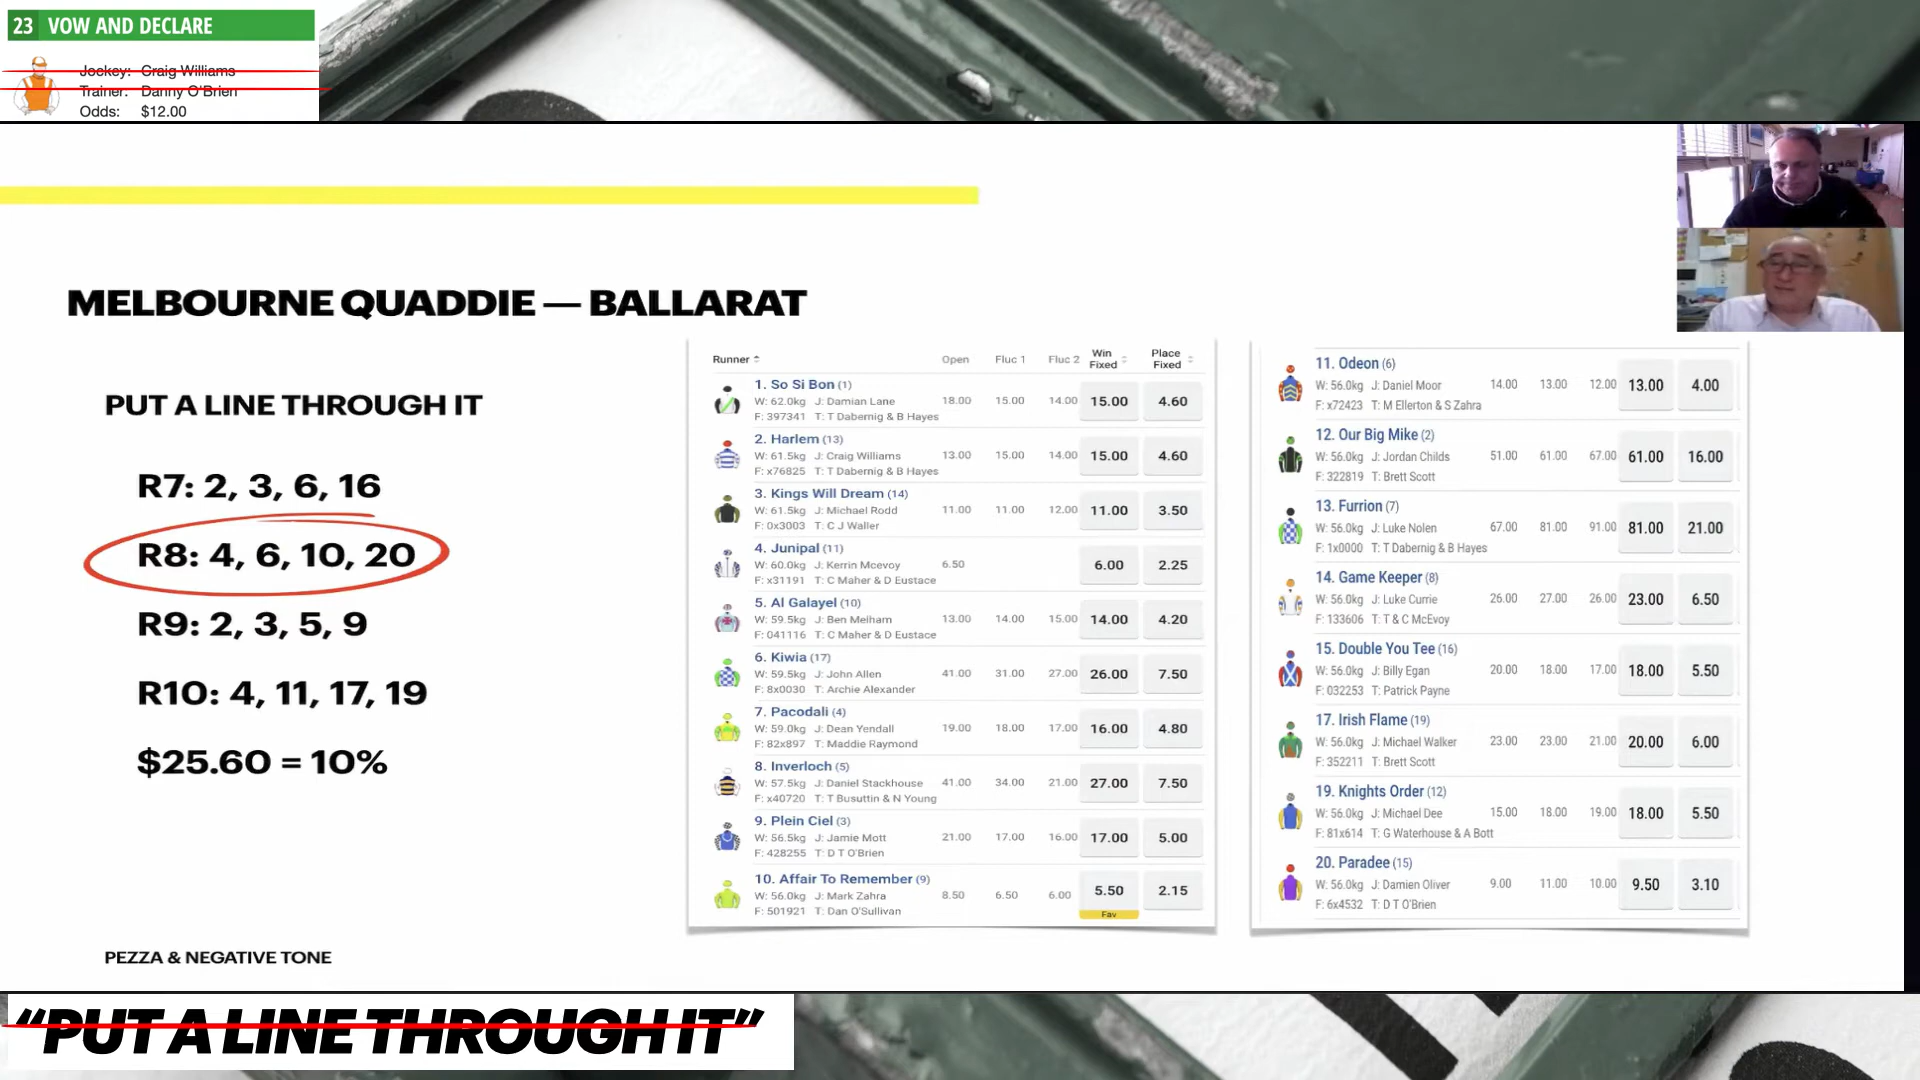 23 VOW AND DECLARE
Jockey: Craig Williams
Trainer: Danny O'Brien
Odds: $12.00
MELBOURNE QUADDIE — BALLARAT
PUT A LINE THROUGH IT
R7: 2, 3, 6, 16
R8: 4, 6, 10, 20
R9: 2, 3, 5, 9
R10: 4, 11, 17, 19
$25.60 = 10%
PEZZA & NEGATIVE TONE
Runner Open Fluc 1 Fluc 2 Win Fixed Place Fixed
1. So Si Bon (1)
W: 62.0kg J: Damian Lane 18.00 15.00 14.00 15.00 4.60
F: 397341 T: T Dabernig & B Hayes
2. Harlem (13)
W: 61.5kg J: Craig Williams 13.00 15.00 14.00 15.00 4.60
F: x76825 T: T Dabernig & B Hayes
3. Kings Will Dream (14)
W: 61.5kg J: Michael Rodd 11.00 11.00 12.00 11.00 3.50
F: 0x3003 T: C J Waller
4. Junipal (11)
W: 60.0kg J: Kerrin Mcevoy 6.50 6.00 2.25
F: x31191 T: C Maher & D Eustace
5. Al Galayel (10)
W: 59.5kg J: Ben Melham 13.00 14.00 15.00 14.00 4.20
F: 041116 T: C Maher & D Eustace
6. Kiwia (17)
W: 59.5kg J: John Allen 41.00 31.00 27.00 26.00 7.50
F: 8x0030 T: Archie Alexander
7. Pacodali (4)
W: 59.0kg J: Dean Yendall 19.00 18.00 17.00 16.00 4.80
F: 82x897 T: Maddie Raymond
8. Inverloch (5)
W: 57.5kg J: Daniel Stackhouse 41.00 34.00 21.00 27.00 7.50
F: x40720 T: T Busuttin & N Young
9. Plein Ciel (3)
W: 56.5kg J: Jamie Mott 21.00 17.00 16.00 17.00 5.00
F: 428255 T: D T O'Brien
10. Affair To Remember (9)
W: 56.0kg J: Mark Zahra 8.50 6.50 6.00 5.50 2.15
F: 501921 T: Dan O'Sullivan Fav
11. Odeon (6)
W: 56.0kg J: Daniel Moor 14.00 13.00 12.00 13.00 4.00
F: x72423 T: M Ellerton & S Zahra
12. Our Big Mike (2)
W: 56.0kg J: Jordan Childs 51.00 61.00 67.00 61.00 16.00
F: 322819 T: Brett Scott
13. Furrion (7)
W: 56.0kg J: Luke Nolen 67.00 81.00 91.00 81.00 21.00
F: 1x0000 T: T Dabernig & B Hayes
14. Game Keeper (8)
W: 56.0kg J: Luke Currie 26.00 27.00 26.00 23.00 6.50
F: 133606 T: T & C McEvoy
15. Double You Tee (16)
W: 56.0kg J: Billy Egan 20.00 18.00 17.00 18.00 5.50
F: 032253 T: Patrick Payne
17. Irish Flame (19)
W: 56.0kg J: Michael Walker 23.00 23.00 21.00 20.00 6.00
F: 352211 T: Brett Scott
19. Knights Order (12)
W: 56.0kg J: Michael Dee 15.00 18.00 19.00 18.00 5.50
F: 81x614 T: G Waterhouse & A Bott
20. Paradee (15)
W: 56.0kg J: Damien Oliver 9.00 11.00 10.00 9.50 3.10
F: 6x4532 T: D T O'Brien
“PUT A LINE THROUGH IT”